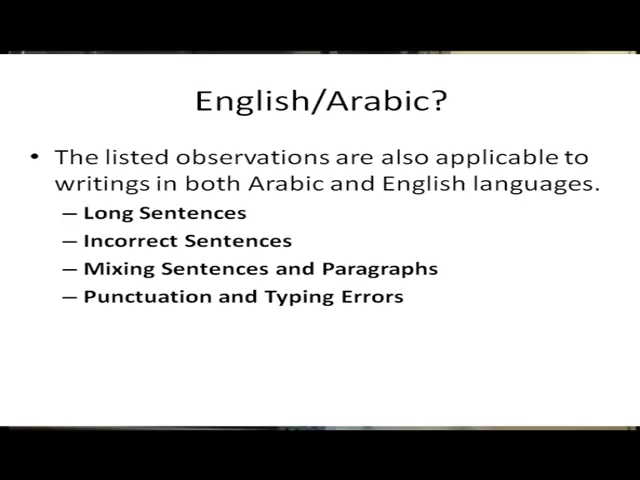 English/Arabic?
• The listed observations are also applicable to
writings in both Arabic and English languages.
– Long Sentences
– Incorrect Sentences
– Mixing Sentences and Paragraphs
– Punctuation and Typing Errors